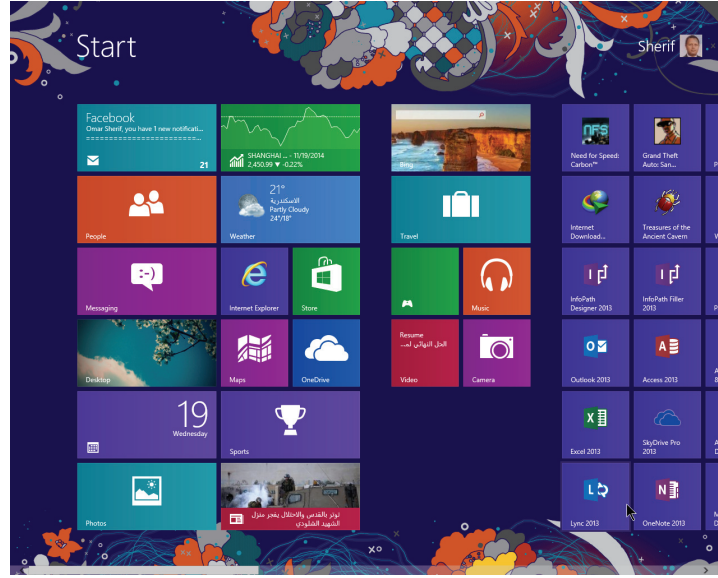 Start
Sherif
Facebook
Omar Sherif, you have 1 new notificati...
=========================...
21
SHANGHAI ... - 11/19/2014
2,450.99 ▼ -0.22%
People
21°
الاسكندرية
Partly Cloudy
24°/18°
Weather
Messaging
Internet Explorer
Store
Desktop
Maps
OneDrive
19
Wednesday
Sports
Photos
توتر بالقدس والاحتلال يفجر منزل
الشهيد الشلودي
Bing
Travel
Music
Resume
الحل النهائي لمـ...
Video
Camera
NFS
Need for Speed:
Carbon™
Grand Theft
Auto: San...
Internet
Download...
Treasures of the
Ancient Cavern
InfoPath
Designer 2013
InfoPath Filler
2013
Outlook 2013
Access 2013
Excel 2013
SkyDrive Pro
2013
Lync 2013
OneNote 2013